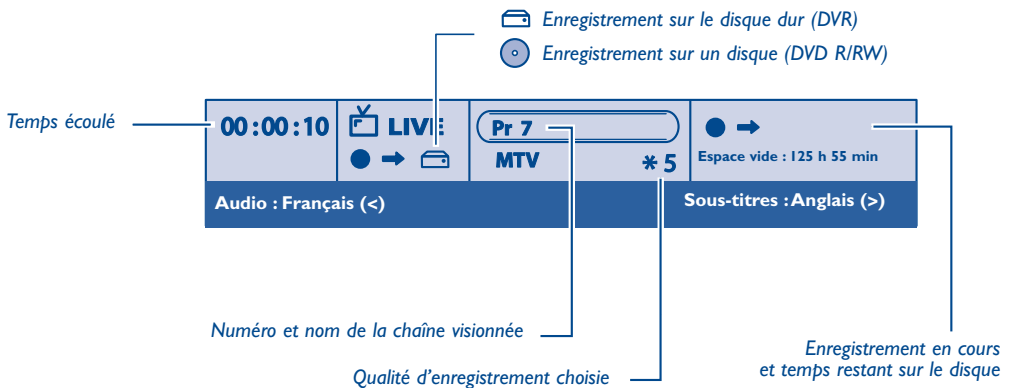 Enregistrement sur le disque dur (DVR)
Enregistrement sur un disque (DVD R/RW)
Temps écoulé
00:00:10
LIVE
Pr 7
MTV
* 5
Espace vide : 125 h 55 min
Audio : Français (<)
Sous-titres : Anglais (>)
Numéro et nom de la chaîne visionnée
Qualité d'enregistrement choisie
Enregistrement en cours
et temps restant sur le disque